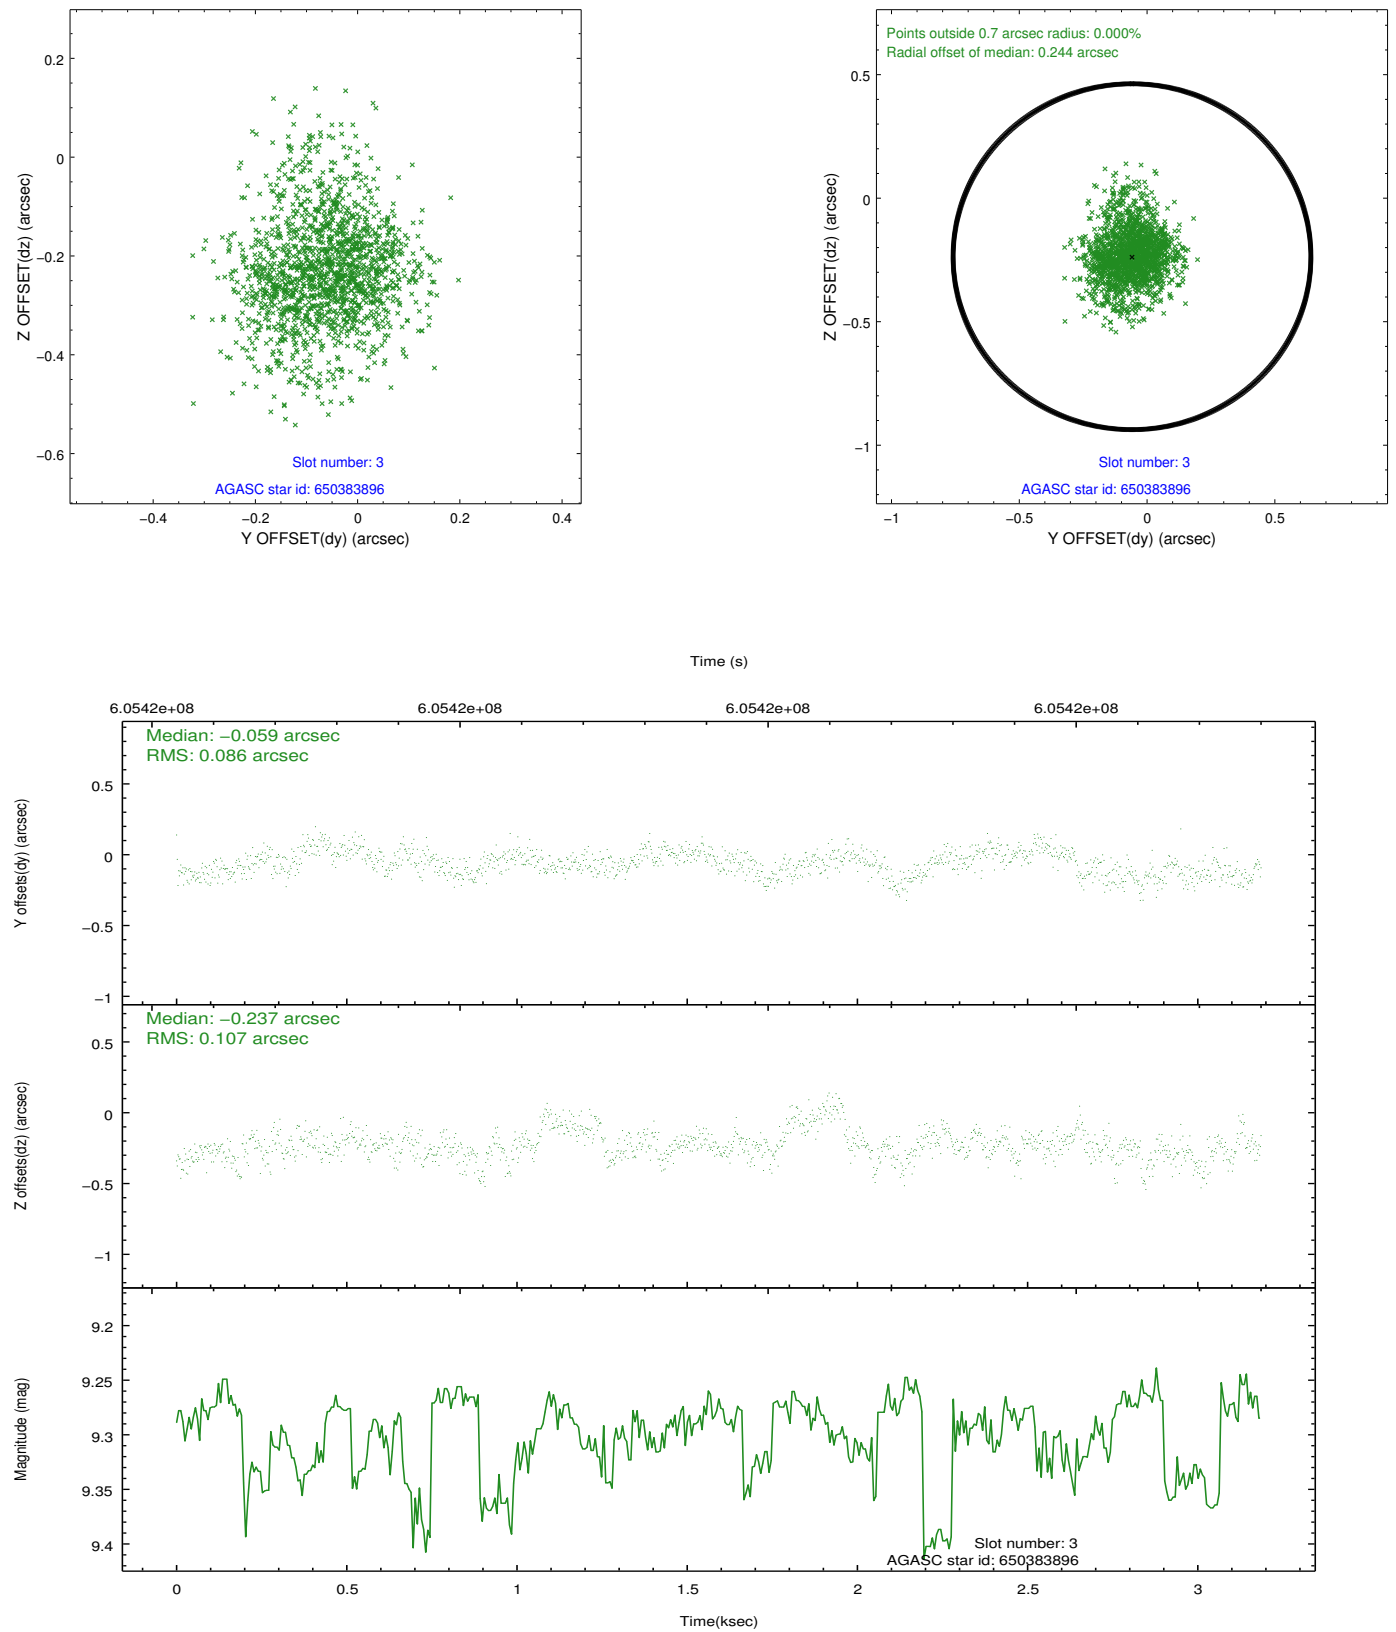 0.2
0
−0.2
−0.4
−0.6
Z OFFSET(dz) (arcsec)
Slot number: 3
AGASC star id: 650383896
−0.4
−0.2
0
0.2
0.4
Y OFFSET(dy) (arcsec)
Points outside 0.7 arcsec radius: 0.000%
Radial offset of median: 0.244 arcsec
0.5
0
−0.5
−1
Z OFFSET(dz) (arcsec)
Slot number: 3
AGASC star id: 650383896
−1
−0.5
0
0.5
Y OFFSET(dy) (arcsec)
Time (s)
6.0542e+08
6.0542e+08
6.0542e+08
6.0542e+08
Median: −0.059 arcsec
RMS: 0.086 arcsec
0.5
0
−0.5
−1
Y offsets(dy) (arcsec)
Median: −0.237 arcsec
RMS: 0.107 arcsec
0.5
0
−0.5
−1
Z offsets(dz) (arcsec)
9.2
9.25
9.3
9.35
9.4
Magnitude (mag)
Slot number: 3
AGASC star id: 650383896
0
0.5
1
1.5
2
2.5
3
Time(ksec)